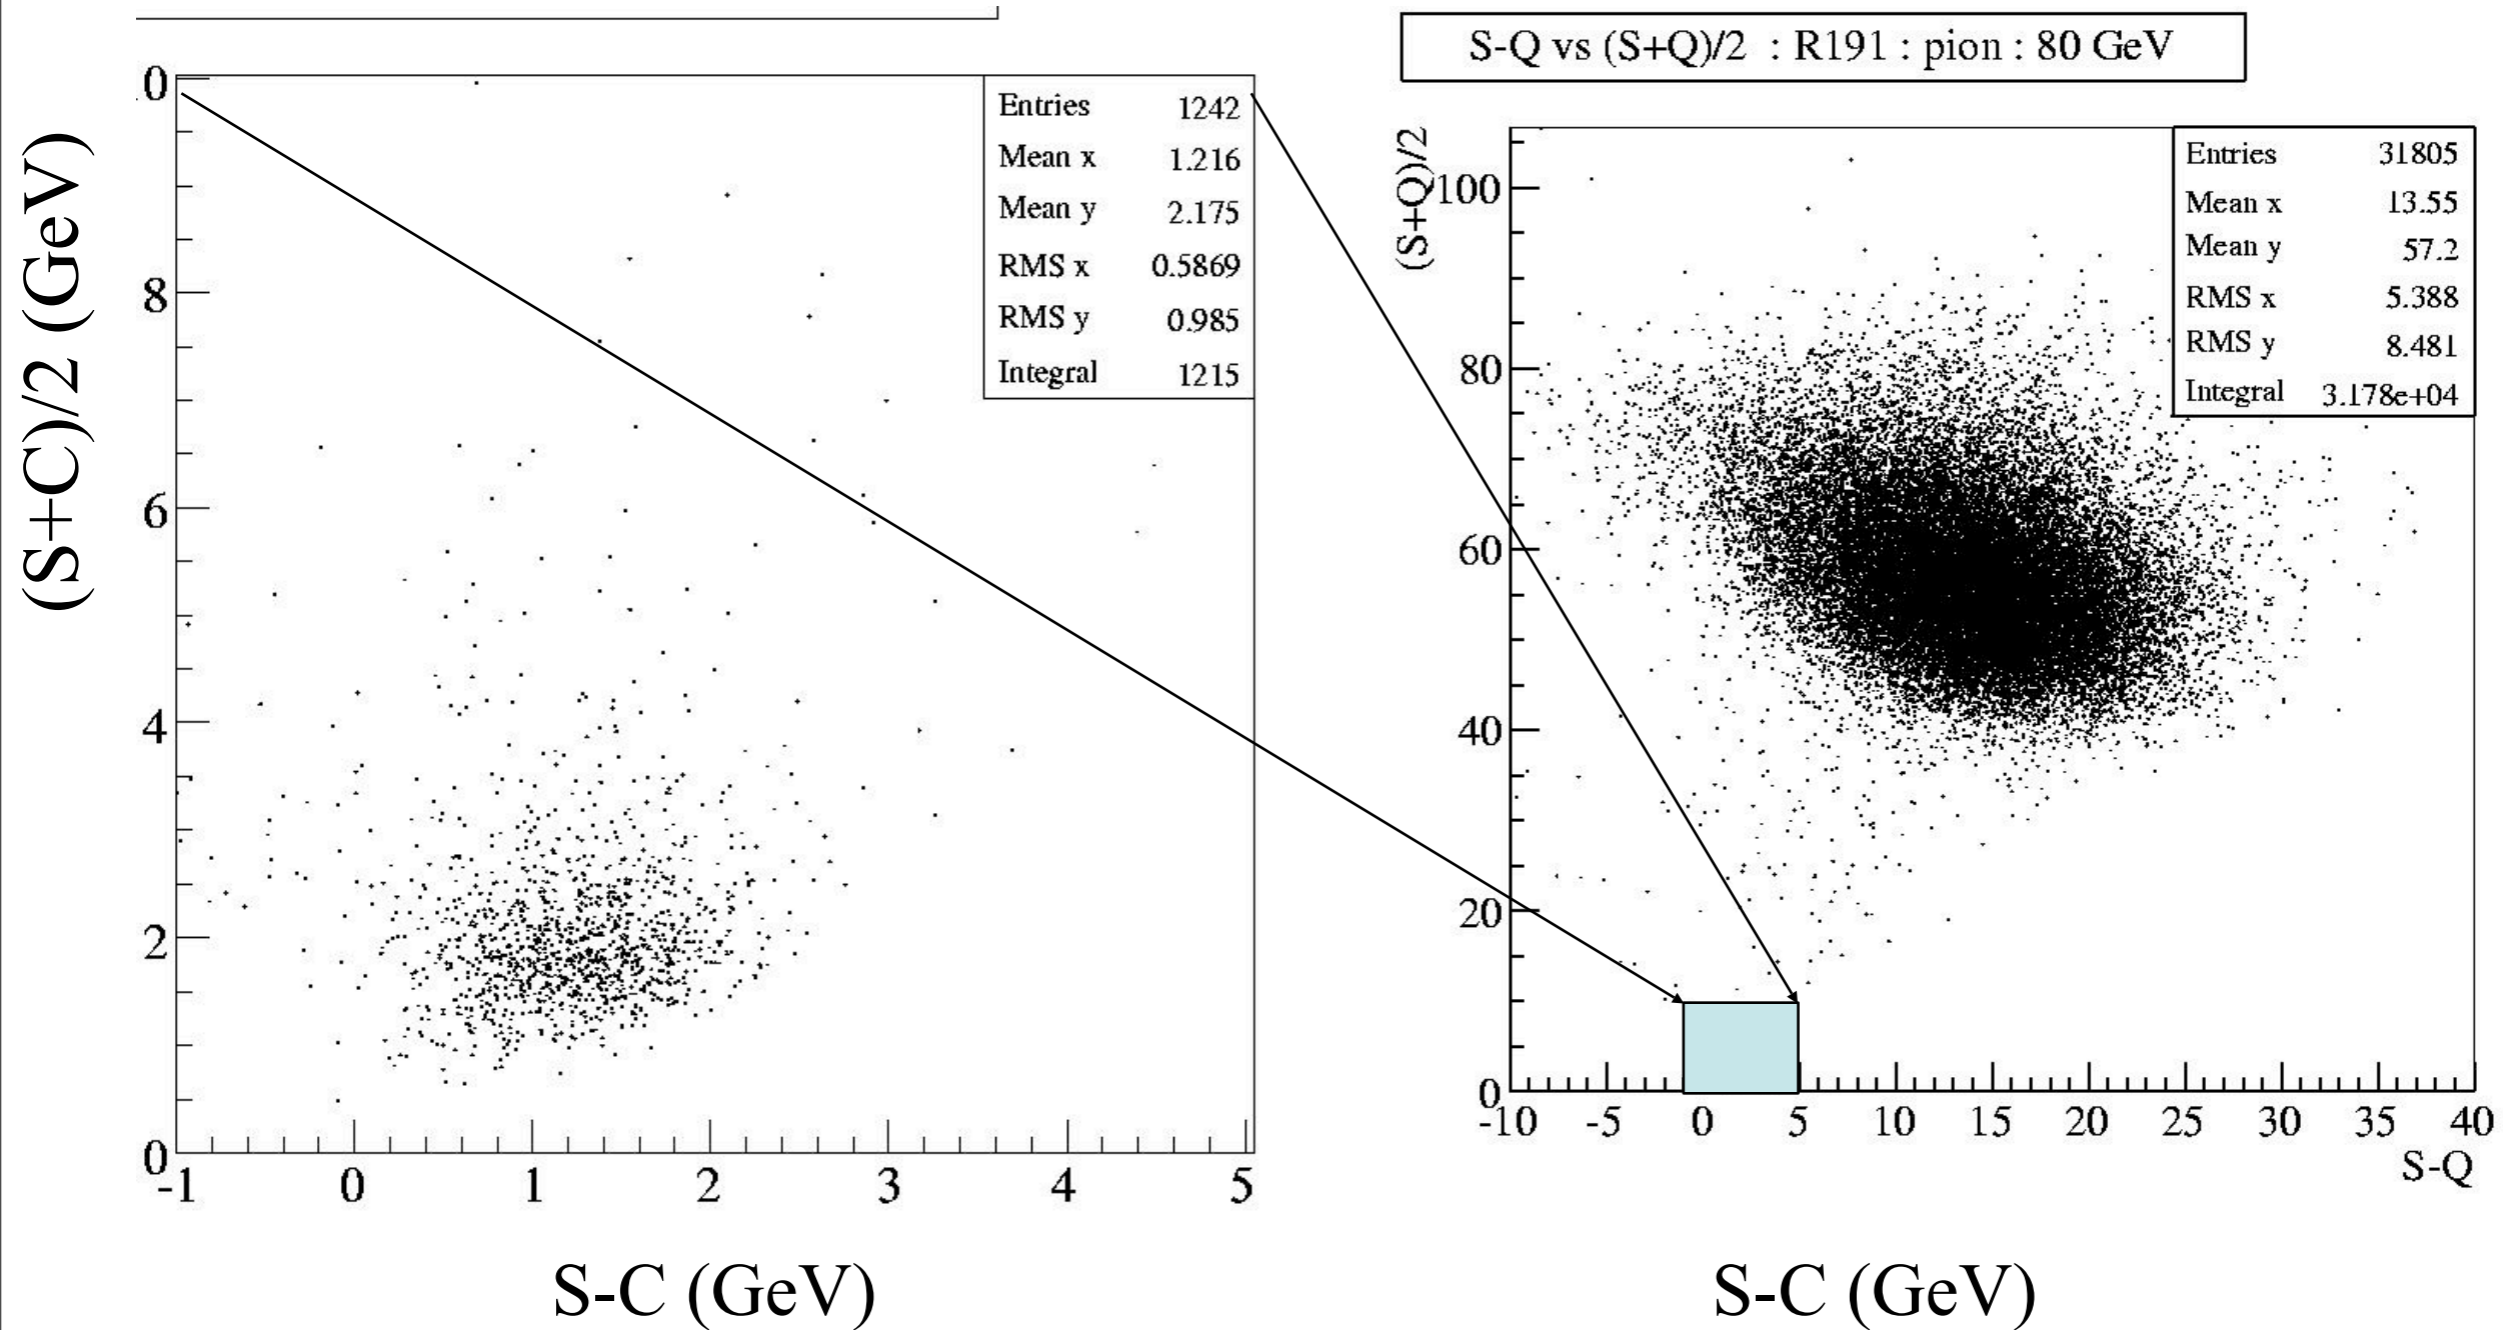 (S+C)/2 (GeV)
0
8
6
4
2
0
-1 0 1 2 3 4 5
Entries 1242
Mean x 1.216
Mean y 2.175
RMS x 0.5869
RMS y 0.985
Integral 1215
S-C (GeV)
S-Q vs (S+Q)/2 : R191 : pion : 80 GeV
(S+Q)/2
100
80
60
40
20
0
-10 -5 0 5 10 15 20 25 30 35 40
S-Q
Entries 31805
Mean x 13.55
Mean y 57.2
RMS x 5.388
RMS y 8.481
Integral 3.178e+04
S-C (GeV)